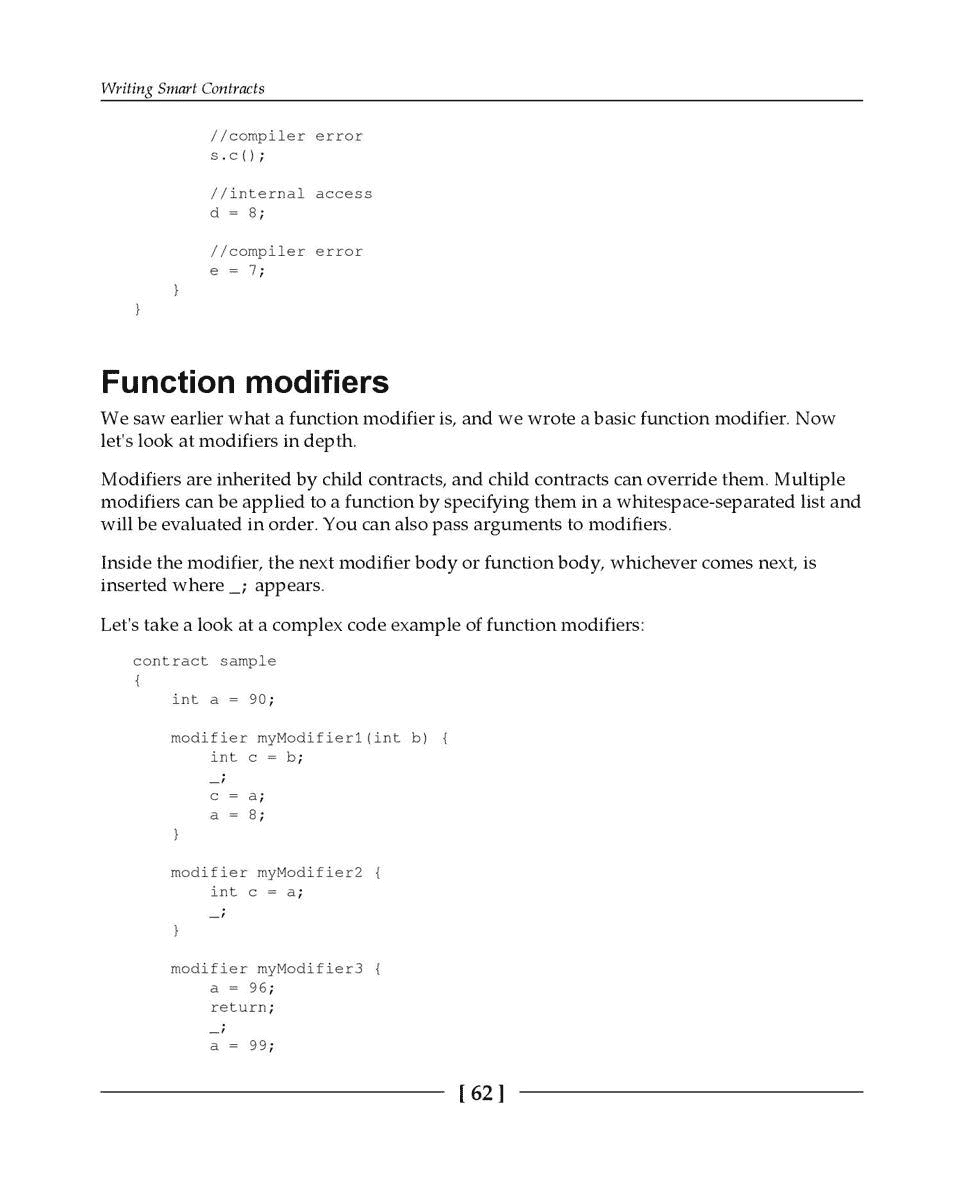 Writing Smart Contracts
//compiler error
s.c();
//internal access
d = 8;
//compiler error
e = 7;
}
}
Function modifiers
We saw earlier what a function modifier is, and we wrote a basic function modifier. Now
let's look at modifiers in depth.
Modifiers are inherited by child contracts, and child contracts can override them. Multiple
modifiers can be applied to a function by specifying them in a whitespace-separated list and
will be evaluated in order. You can also pass arguments to modifiers.
Inside the modifier, the next modifier body or function body, whichever comes next, is
inserted where _; appears.
Let's take a look at a complex code example of function modifiers:
contract sample
{
int a = 90;
modifier myModifier1(int b) {
int c = b;
_;
c = a;
a = 8;
}
modifier myModifier2 {
int c = a;
_;
}
modifier myModifier3 {
a = 96;
return;
_;
a = 99;
[ 62 ]